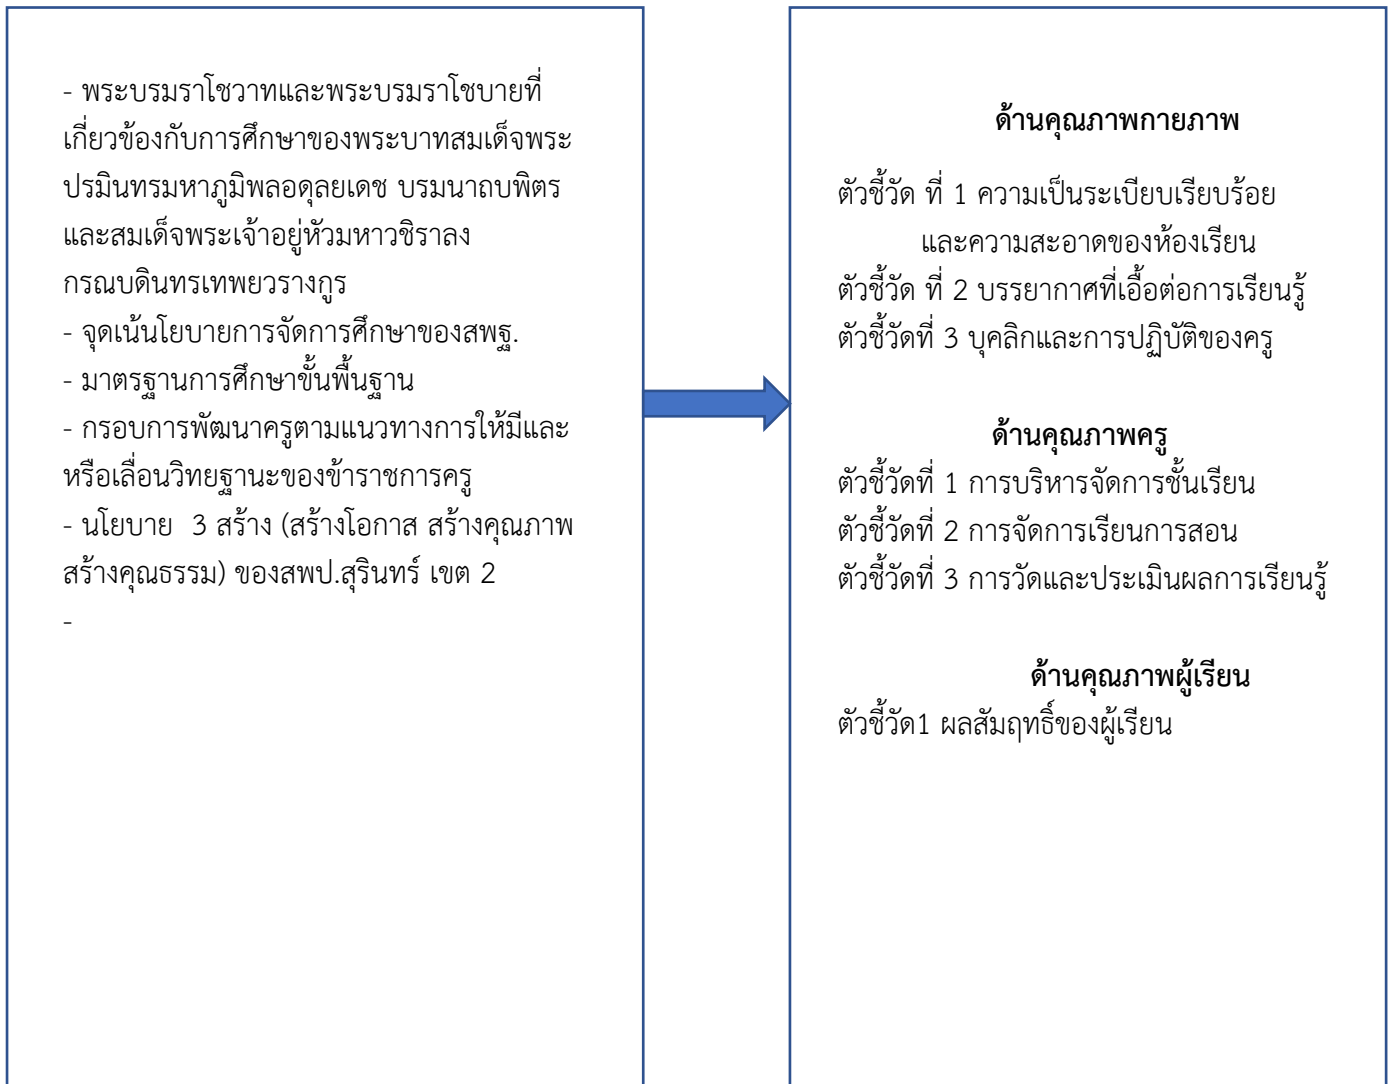 - พระบรมราโชวาทและพระบรมราโชบายที่
เกี่ยวข้องกับการศึกษาของพระบาทสมเด็จพระ
ปรมินทรมหาภูมิพลอดุลยเดช บรมนาถบพิตร
และสมเด็จพระเจ้าอยู่หัวมหาวชิราลง
กรณบดินทรเทพยวรางกูร
- จุดเน้นโยบายการจัดการศึกษาของสพฐ.
- มาตรฐานการศึกษาขั้นพื้นฐาน
- กรอบการพัฒนาครูตามแนวทางการให้มีและ
หรือเลื่อนวิทยฐานะของข้าราชการครู
- นโยบาย  3 สร้าง (สร้างโอกาส สร้างคุณภาพ
สร้างคุณธรรม) ของสพป.สุรินทร์ เขต 2
-
ด้านคุณภาพกายภาพ
ตัวชี้วัด ที่ 1 ความเป็นระเบียบเรียบร้อย
และความสะอาดของห้องเรียน
ตัวชี้วัด ที่ 2 บรรยากาศที่เอื้อต่อการเรียนรู้
ตัวชี้วัดที่ 3 บุคลิกและการปฏิบัติของครู
ด้านคุณภาพครู
ตัวชี้วัดที่ 1 การบริหารจัดการชั้นเรียน
ตัวชี้วัดที่ 2 การจัดการเรียนการสอน
ตัวชี้วัดที่ 3 การวัดและประเมินผลการเรียนรู้
ด้านคุณภาพผู้เรียน
ตัวชี้วัด1 ผลสัมฤทธิ์ของผู้เรียน